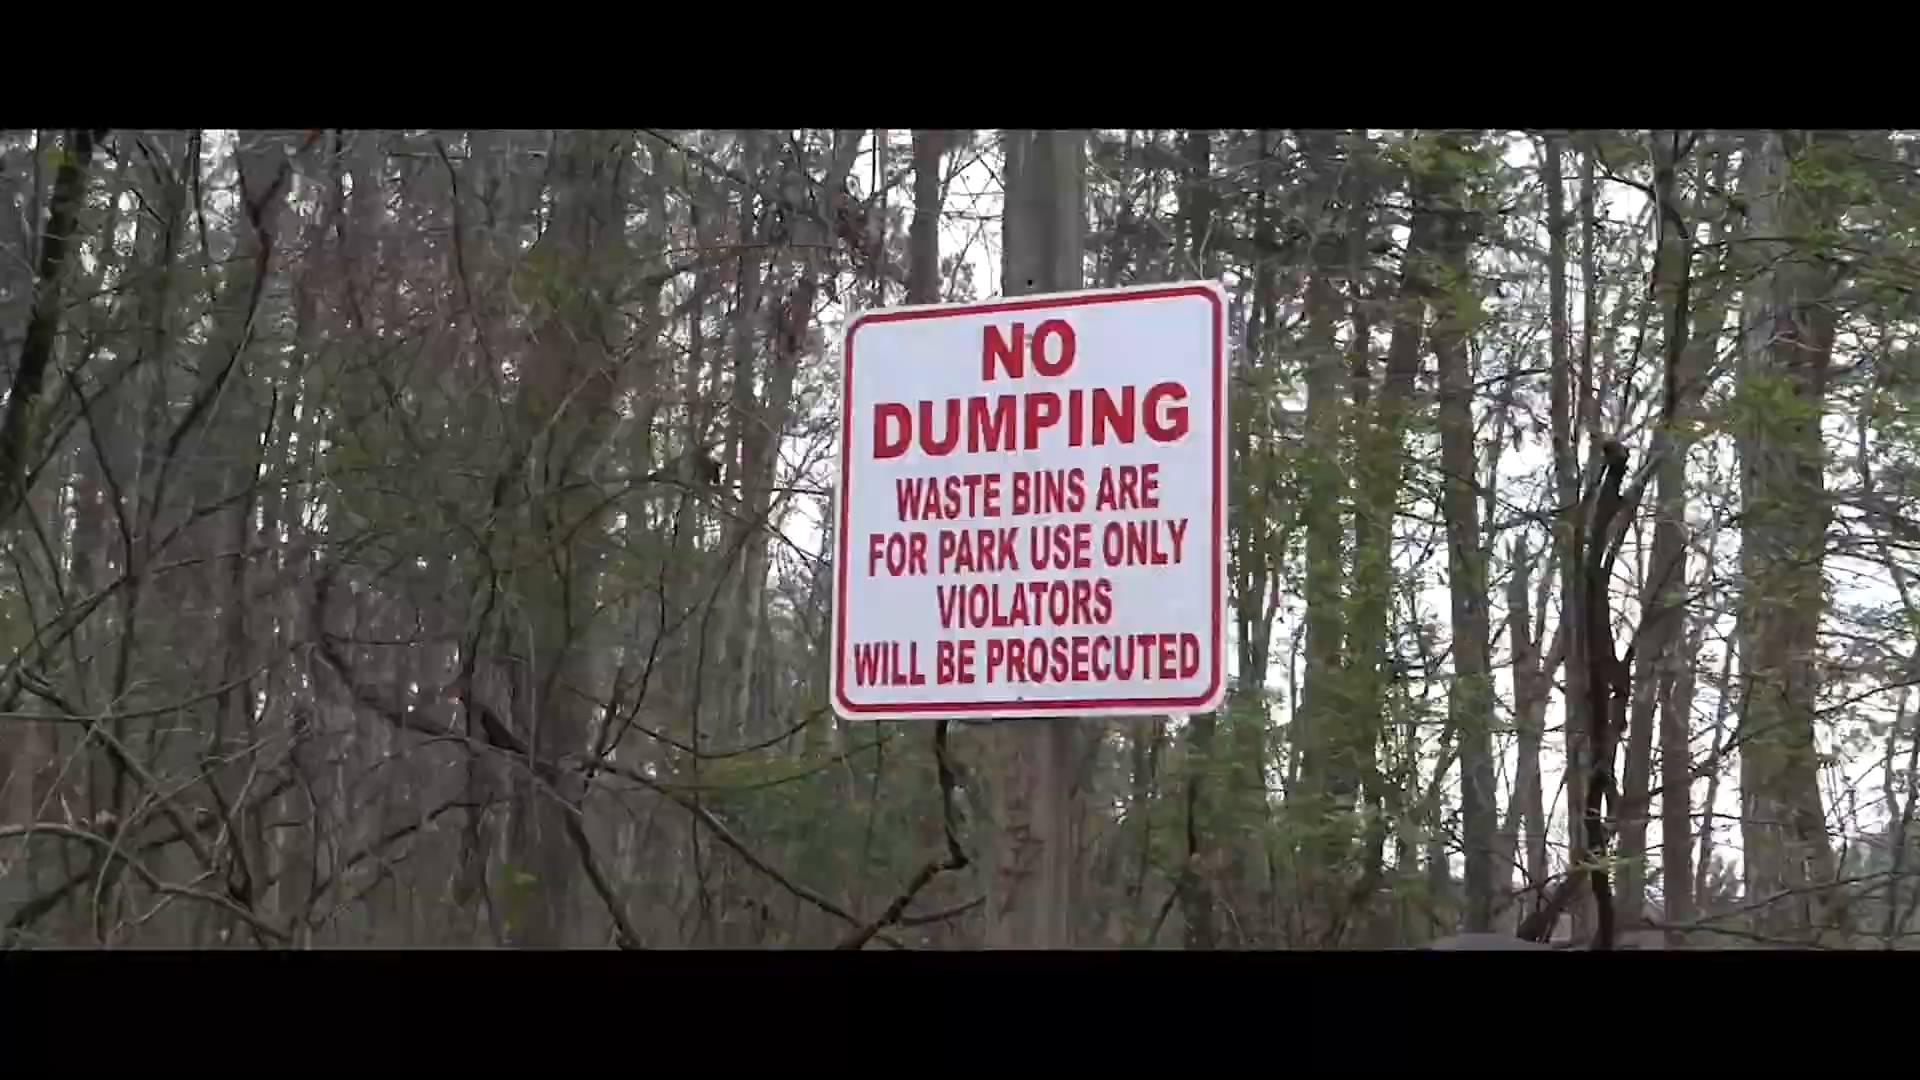 NO
DUMPING
WASTE BINS ARE
FOR PARK USE ONLY
VIOLATORS
WILL BE PROSECUTED